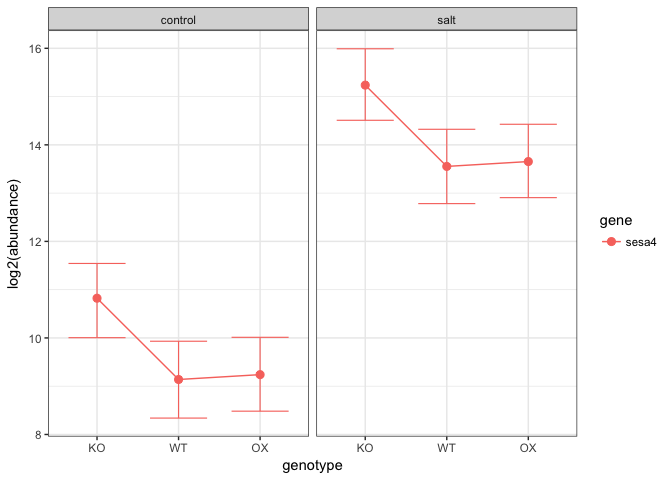 control salt
16
14
12
10
8
log2(abundance)
KO WT OX KO WT OX
genotype
gene
sesa4